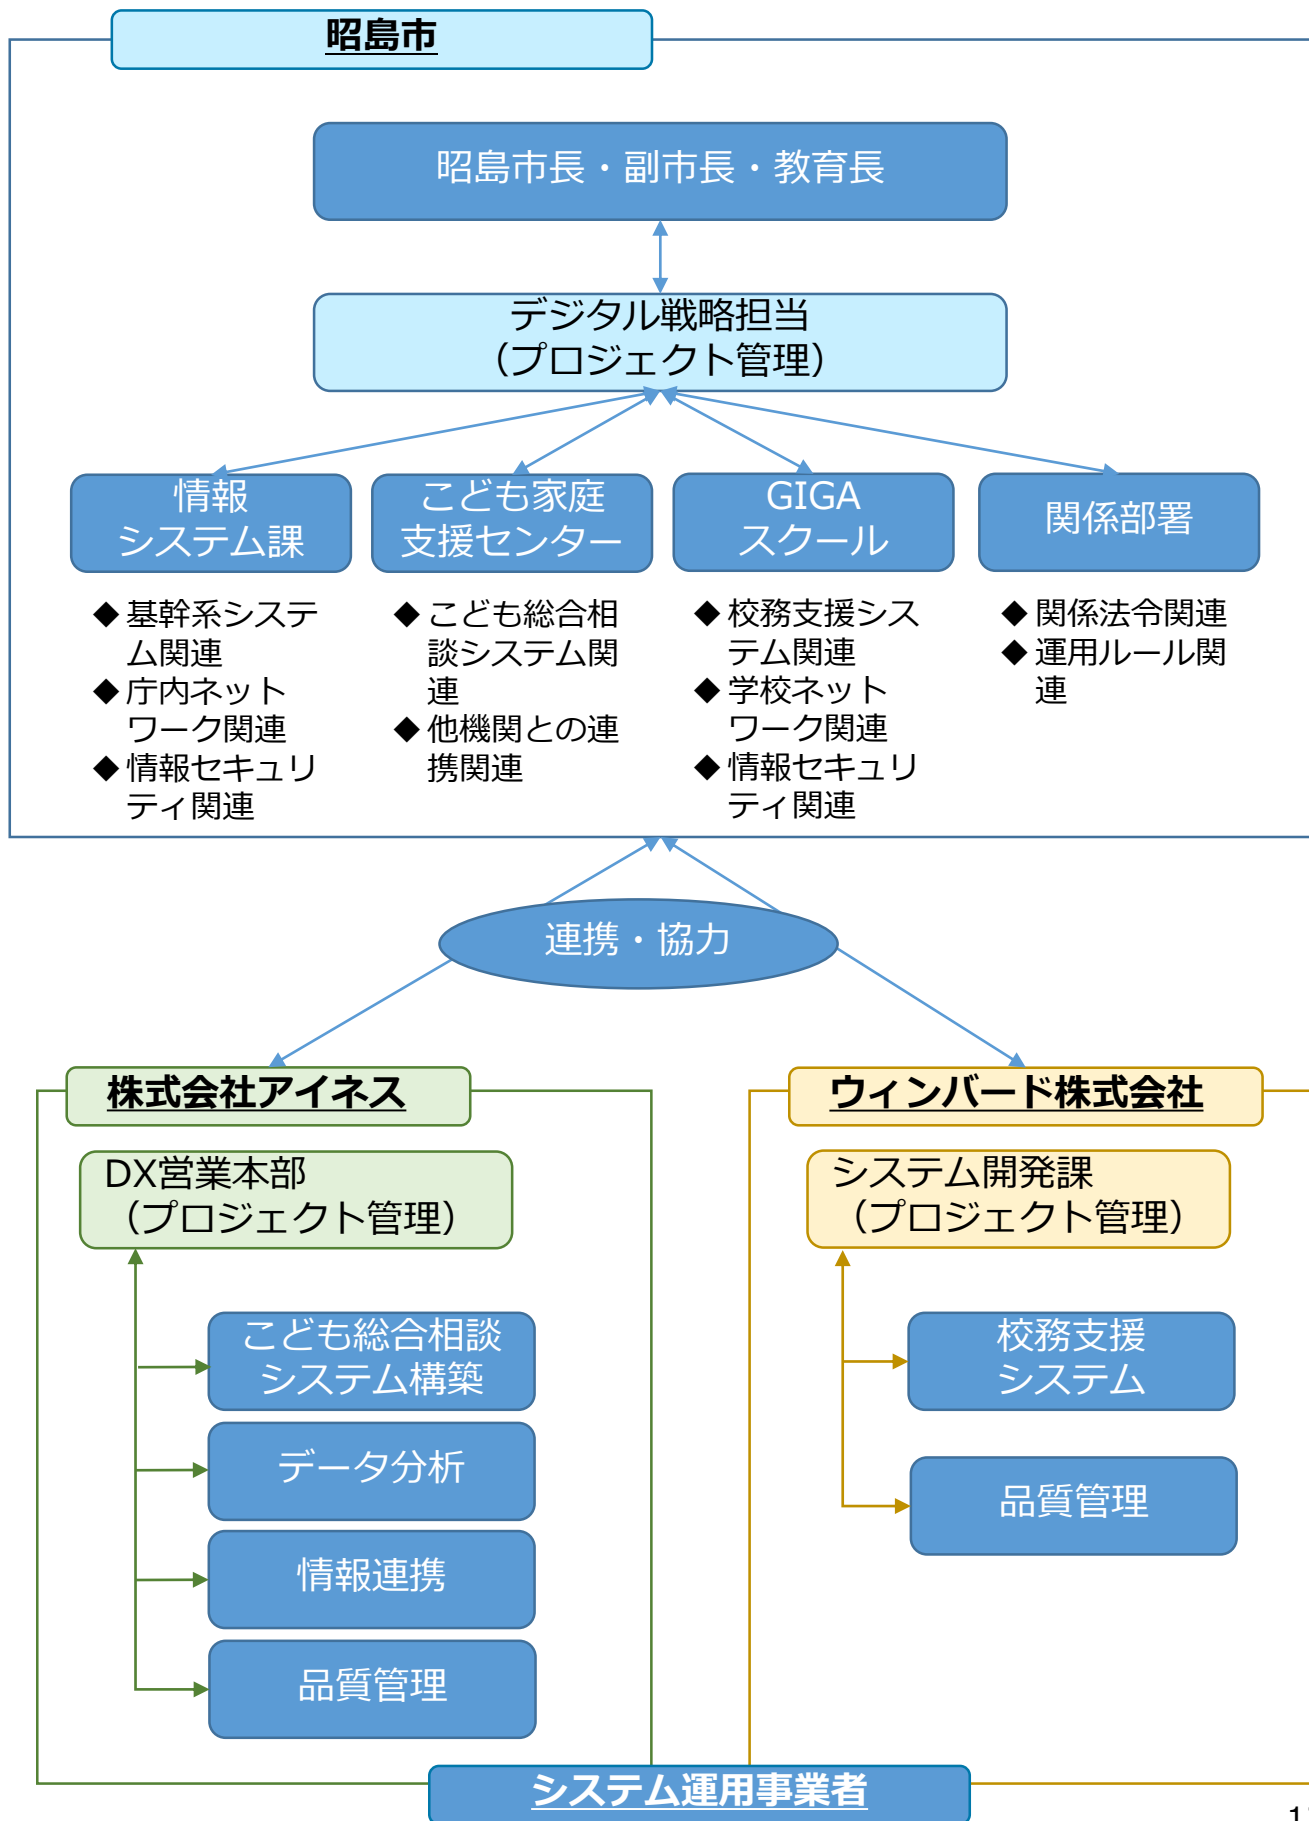 昭島市
昭島市長・副市長・教育長
デジタル戦略担当
（プロジェクト管理）
情報
システム課
◆ 基幹系システ
ム関連
◆ 庁内ネット
ワーク関連
◆ 情報セキュリ
ティ関連
こども家庭
支援センター
◆ こども総合相
談システム関
連
◆ 他機関との連
携関連
GIGA
スクール
◆ 校務支援シス
テム関連
◆ 学校ネット
ワーク関連
◆ 情報セキュリ
ティ関連
関係部署
◆ 関係法令関連
◆ 運用ルール関
連
連携・協力
株式会社アイネス
DX営業本部
（プロジェクト管理）
こども総合相談
システム構築
データ分析
情報連携
品質管理
ウィンバード株式会社
システム開発課
（プロジェクト管理）
校務支援
システム
品質管理
システム運用事業者